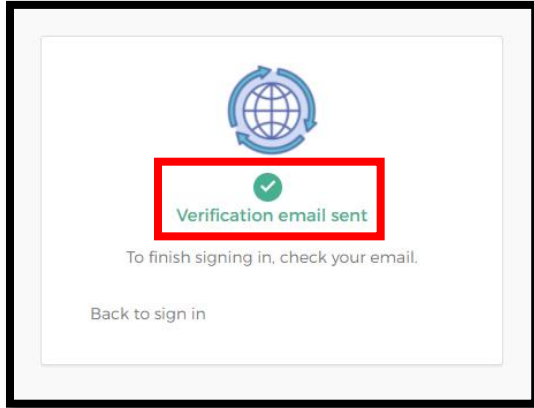 Verification email sent
To finish signing in, check your email.
Back to sign in